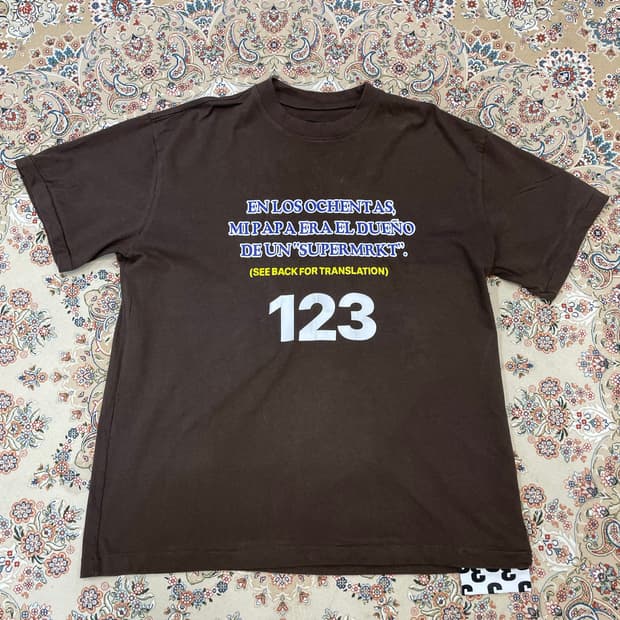 EN LOS OCHENTAS,
MI PAPA ERA EL DUEÑO
DE UN "SUPERMRKT".
(SEE BACK FOR TRANSLATION)
123